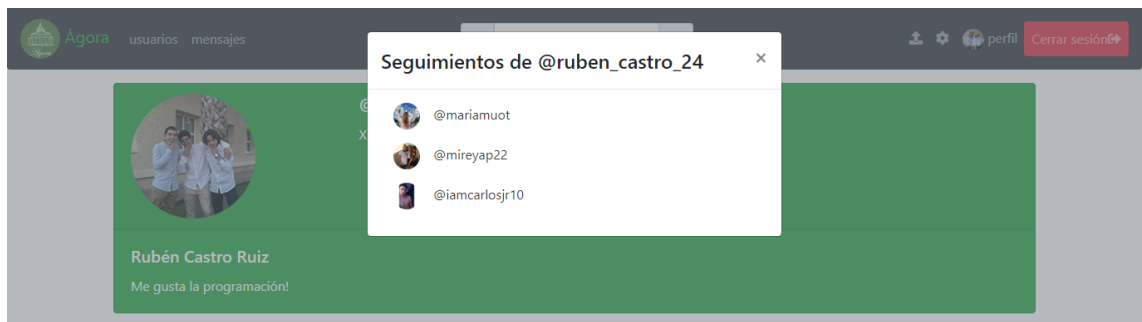 Ágora usuarios mensajes perfil Cerrar sesión
Seguimientos de @ruben_castro_24 ×
@mariamuot
@mireyap22
@iamcarlosjr10
Rubén Castro Ruiz
Me gusta la programación!